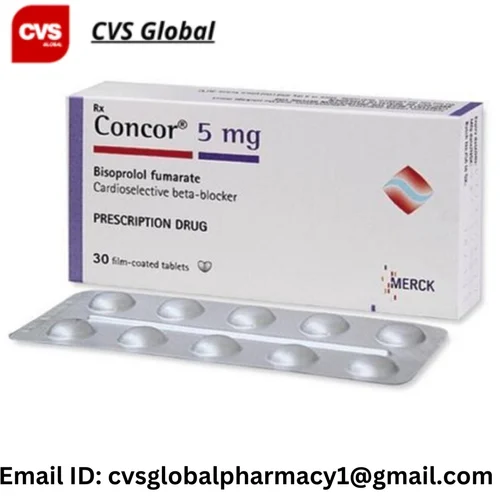 CVS
GLOBAL
CVS Global
Rx
Concor® 5 mg
Bisoprolol fumarate
Cardioselective beta-blocker
PRESCRIPTION DRUG
30 film-coated tablets
MERCK
Email ID: cvsglobalpharmacy1@gmail.com